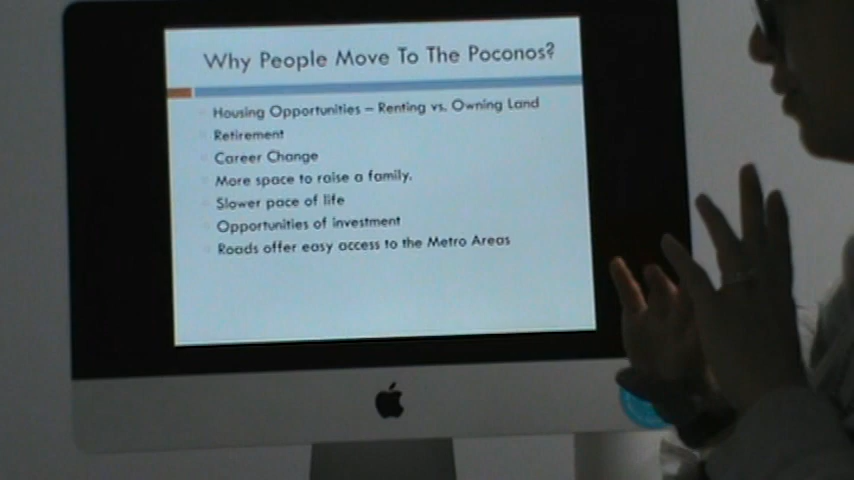 Why People Move To The Poconos?
Housing Opportunities – Renting vs. Owning Land
Retirement
Career Change
More space to raise a family.
Slower pace of life
Opportunities of investment
Roads offer easy access to the Metro Areas